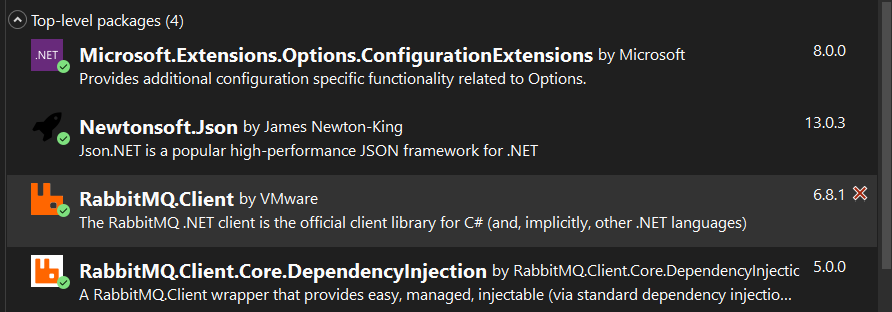 Top-level packages (4)
.NET
Microsoft.Extensions.Options.ConfigurationExtensions by Microsoft 8.0.0
Provides additional configuration specific functionality related to Options.
Newtonsoft.Json by James Newton-King 13.0.3
Json.NET is a popular high-performance JSON framework for .NET
RabbitMQ.Client by VMware 6.8.1
The RabbitMQ .NET client is the official client library for C# (and, implicitly, other .NET languages)
RabbitMQ.Client.Core.DependencyInjection by RabbitMQ.Client.Core.DependencyInjectic 5.0.0
A RabbitMQ.Client wrapper that provides easy, managed, injectable (via standard dependency injectio...